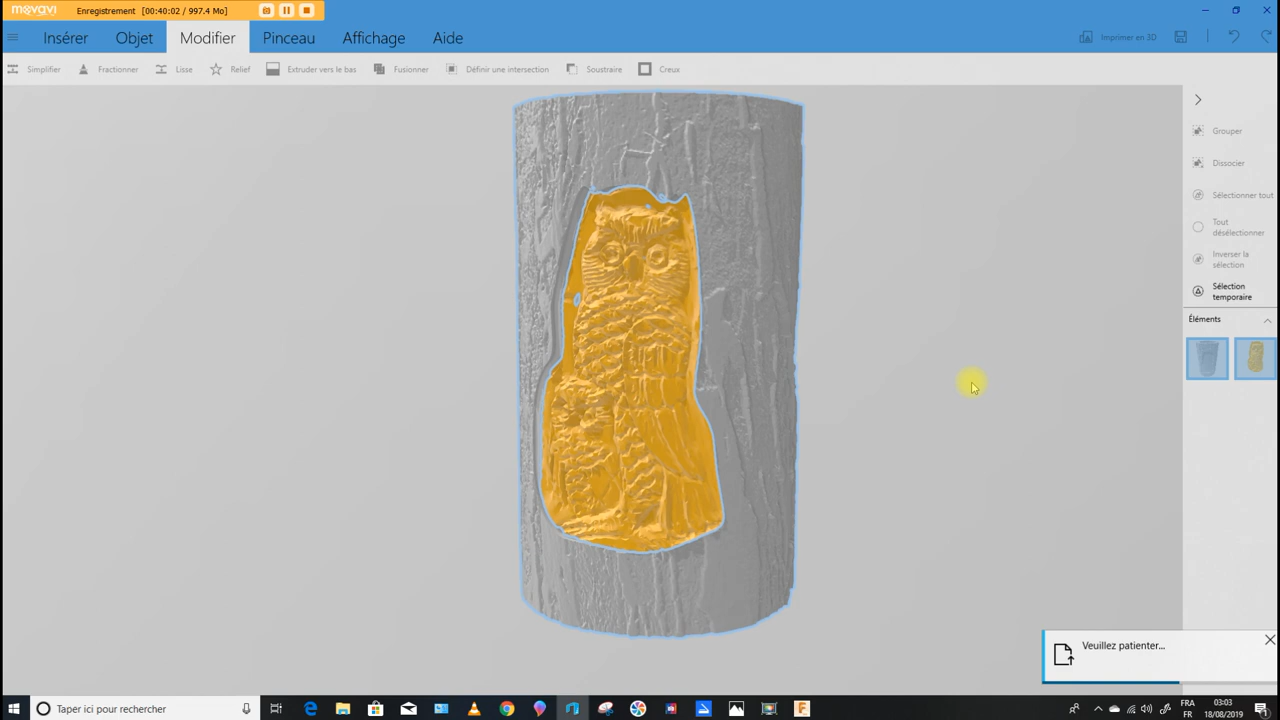 movavi Enregistrement [00:40:02 / 997.4 Mo]
Insérer Objet Modifier Pinceau Affichage Aide Imprimer en 3D
Simplifier Fractionner Lisse Relief Extruder vers le bas Fusionner Définir une intersection Soustraire Creux
Grouper
Dissocier
Sélectionner tout
Tout
désélectionner
Inverser la
sélection
Sélection
temporaire
Éléments
Veuillez patienter...
Taper ici pour rechercher
FRA
FR
03:03
18/08/2019
1